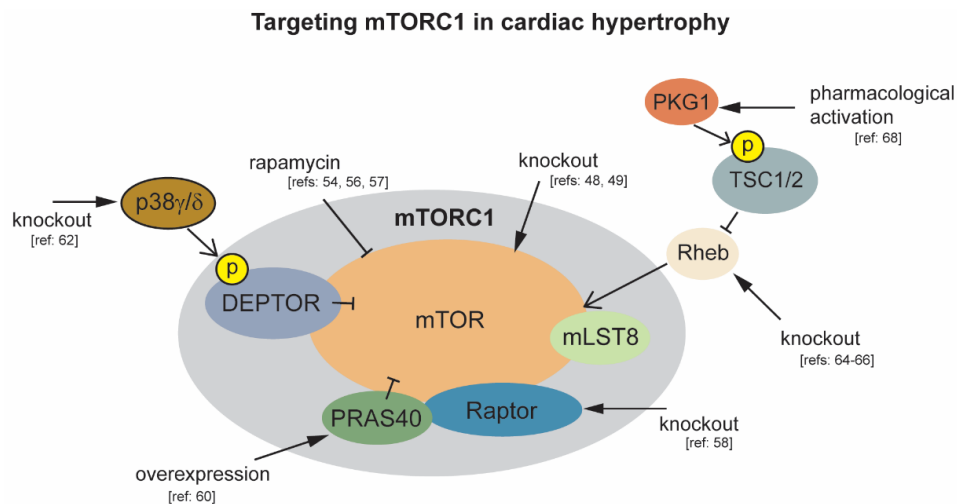 Targeting mTORC1 in cardiac hypertrophy
PKG1
pharmacological
activation
[ref: 68]
p
TSC1/2
rapamycin
[refs: 54, 56, 57]
knockout
[refs: 48, 49]
p38γ/δ
knockout
[ref: 62]
mTORC1
p
DEPTOR
mTOR
Rheb
mLST8
knockout
[refs: 64-66]
PRAS40
Raptor
knockout
[ref: 58]
overexpression
[ref: 60]